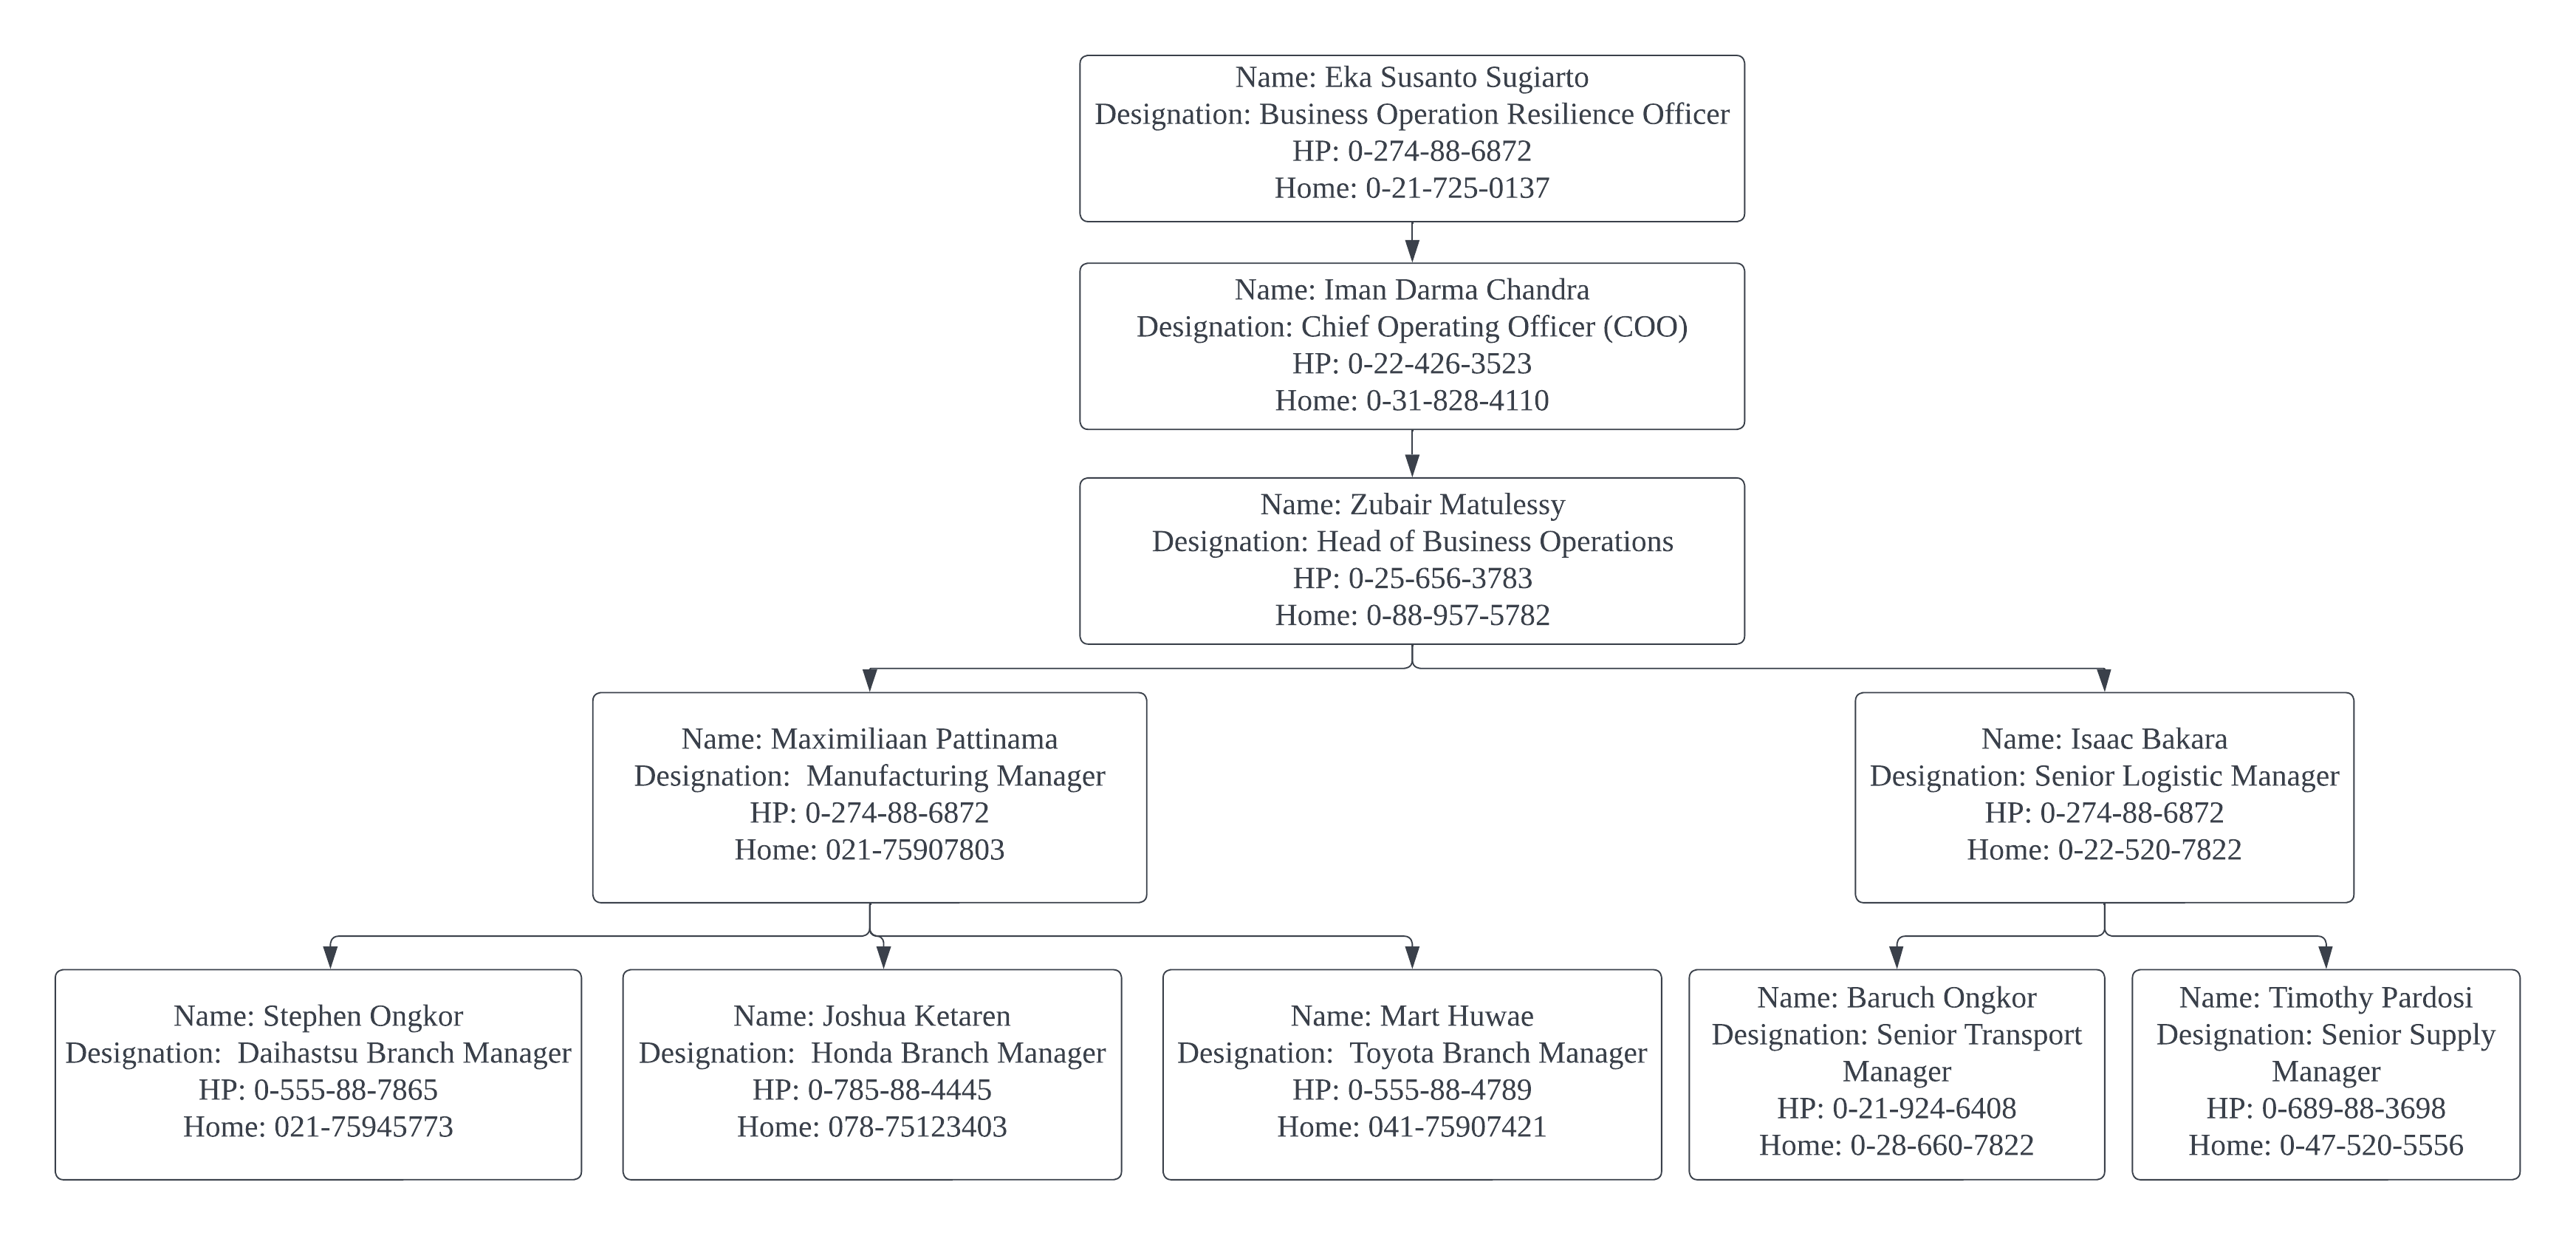 Name: Eka Susanto Sugiarto
Designation: Business Operation Resilience Officer
HP: 0-274-88-6872
Home: 0-21-725-0137
Name: Iman Darma Chandra
Designation: Chief Operating Officer (COO)
HP: 0-22-426-3523
Home: 0-31-828-4110
Name: Zubair Matulessy
Designation: Head of Business Operations
HP: 0-25-656-3783
Home: 0-88-957-5782
Name: Maximiliaan Pattinama
Designation:  Manufacturing Manager
HP: 0-274-88-6872
Home: 021-75907803
Name: Isaac Bakara
Designation: Senior Logistic Manager
HP: 0-274-88-6872
Home: 0-22-520-7822
Name: Stephen Ongkor
Designation:  Daihastsu Branch Manager
HP: 0-555-88-7865
Home: 021-75945773
Name: Joshua Ketaren
Designation:  Honda Branch Manager
HP: 0-785-88-4445
Home: 078-75123403
Name: Mart Huwae
Designation:  Toyota Branch Manager
HP: 0-555-88-4789
Home: 041-75907421
Name: Baruch Ongkor
Designation: Senior Transport
Manager
HP: 0-21-924-6408
Home: 0-28-660-7822
Name: Timothy Pardosi
Designation: Senior Supply
Manager
HP: 0-689-88-3698
Home: 0-47-520-5556